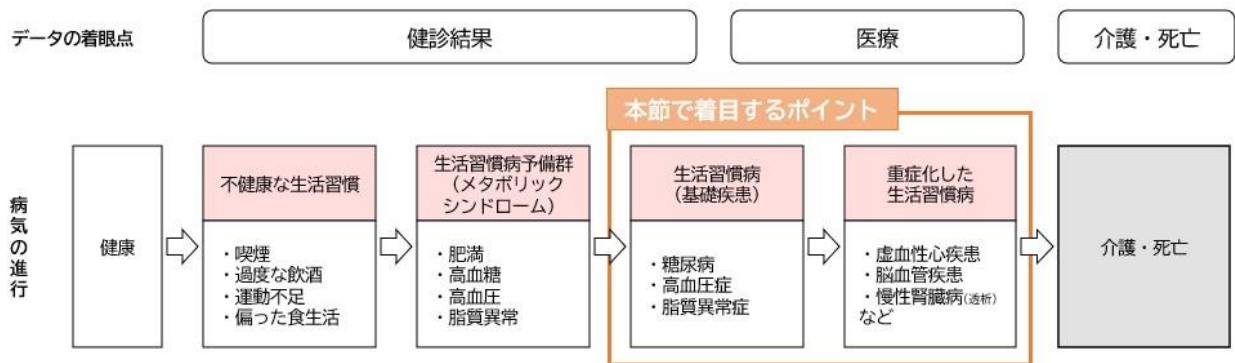 データの着眼点
健診結果
医療
介護・死亡
本節で着目するポイント
病気の進行
健康
不健康な生活習慣
・喫煙
・過度な飲酒
・運動不足
・偏った食生活
生活習慣病予備群
（メタボリック
シンドローム）
・肥満
・高血糖
・高血圧
・脂質異常
生活習慣病
（基礎疾患）
・糖尿病
・高血圧症
・脂質異常症
重症化した
生活習慣病
・虚血性心疾患
・脳血管疾患
・慢性腎臓病(透析)
など
介護・死亡